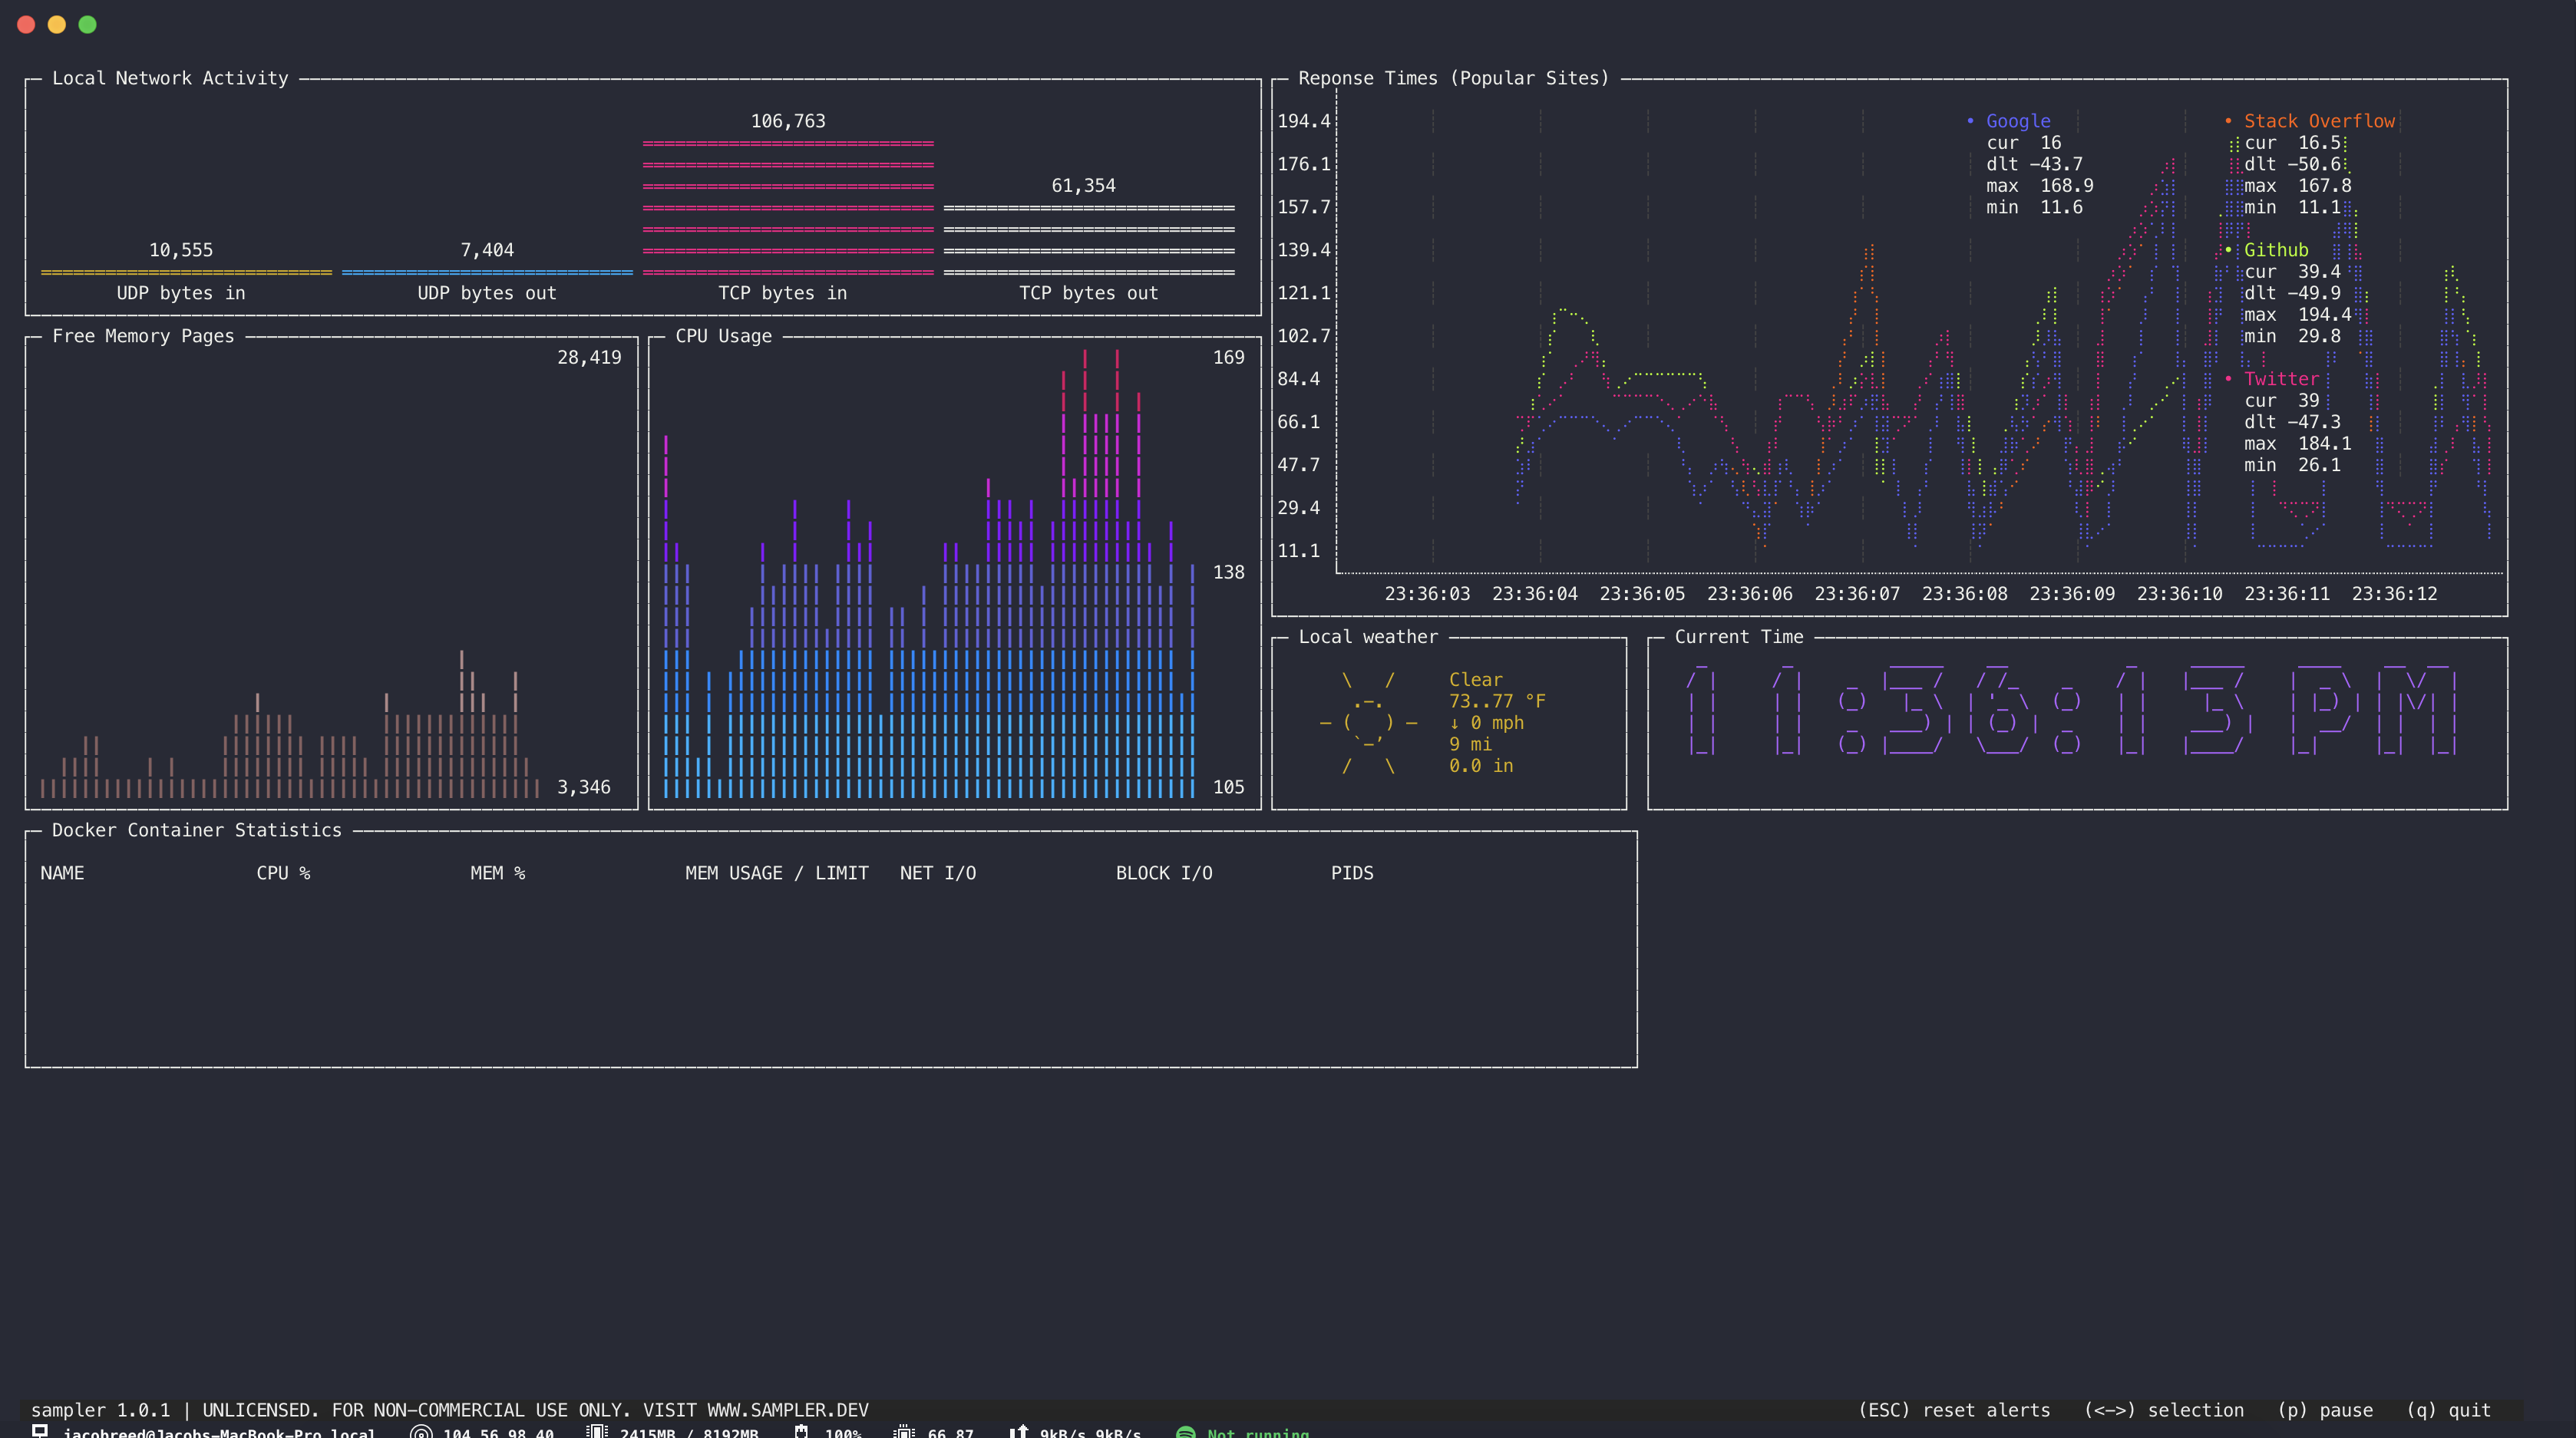 Local Network Activity
106,763
61,354
10,555
7,404
UDP bytes in
UDP bytes out
TCP bytes in
TCP bytes out
Free Memory Pages
28,419
3,346
CPU Usage
169
138
105
Reponse Times (Popular Sites)
194.4
176.1
157.7
139.4
121.1
102.7
84.4
66.1
47.7
29.4
11.1
• Google
cur 16
dlt −43.7
max 168.9
min 11.6
• Stack Overflow
cur 16.5
dlt −50.6
max 167.8
min 11.1
• Github
cur 39.4
dlt −49.9
max 194.4
min 29.8
• Twitter
cur 39
dlt −47.3
max 184.1
min 26.1
23:36:03 23:36:04 23:36:05 23:36:06 23:36:07 23:36:08 23:36:09 23:36:10 23:36:11 23:36:12
Local weather
Clear
73..77 °F
↓ 0 mph
9 mi
0.0 in
Current Time
11:36:13 PM
Docker Container Statistics
NAME CPU % MEM % MEM USAGE / LIMIT NET I/O BLOCK I/O PIDS
sampler 1.0.1 | UNLICENSED. FOR NON−COMMERCIAL USE ONLY. VISIT WWW.SAMPLER.DEV
(ESC) reset alerts (<−>) selection (p) pause (q) quit
jacobreed@Jacobs-MacBook-Pro.local 104.56.98.40 2415MB / 8192MB 100% 66.87 9kB/s 9kB/s Not running